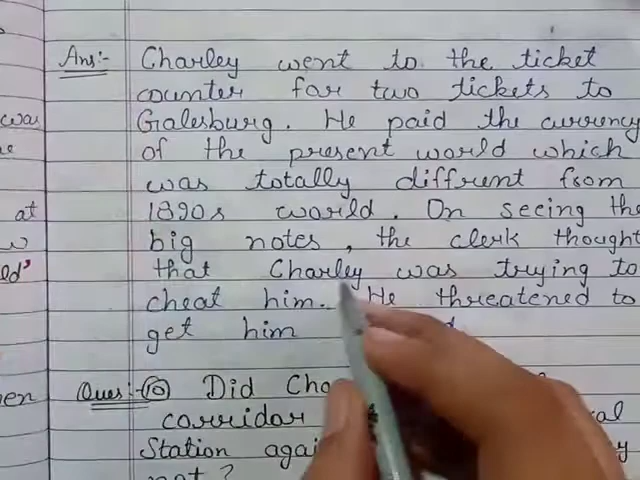 Ans:- Charley went to the ticket
counter for two tickets to
was Galesburg. He paid the currency
of the present world which
was totally diffrent from
at 1890s world. On seeing the
big notes, the clerk thought
that Charley was trying to
cheat him. He threatened to
get him
Ques:-(10) Did
corridor
Station
not?